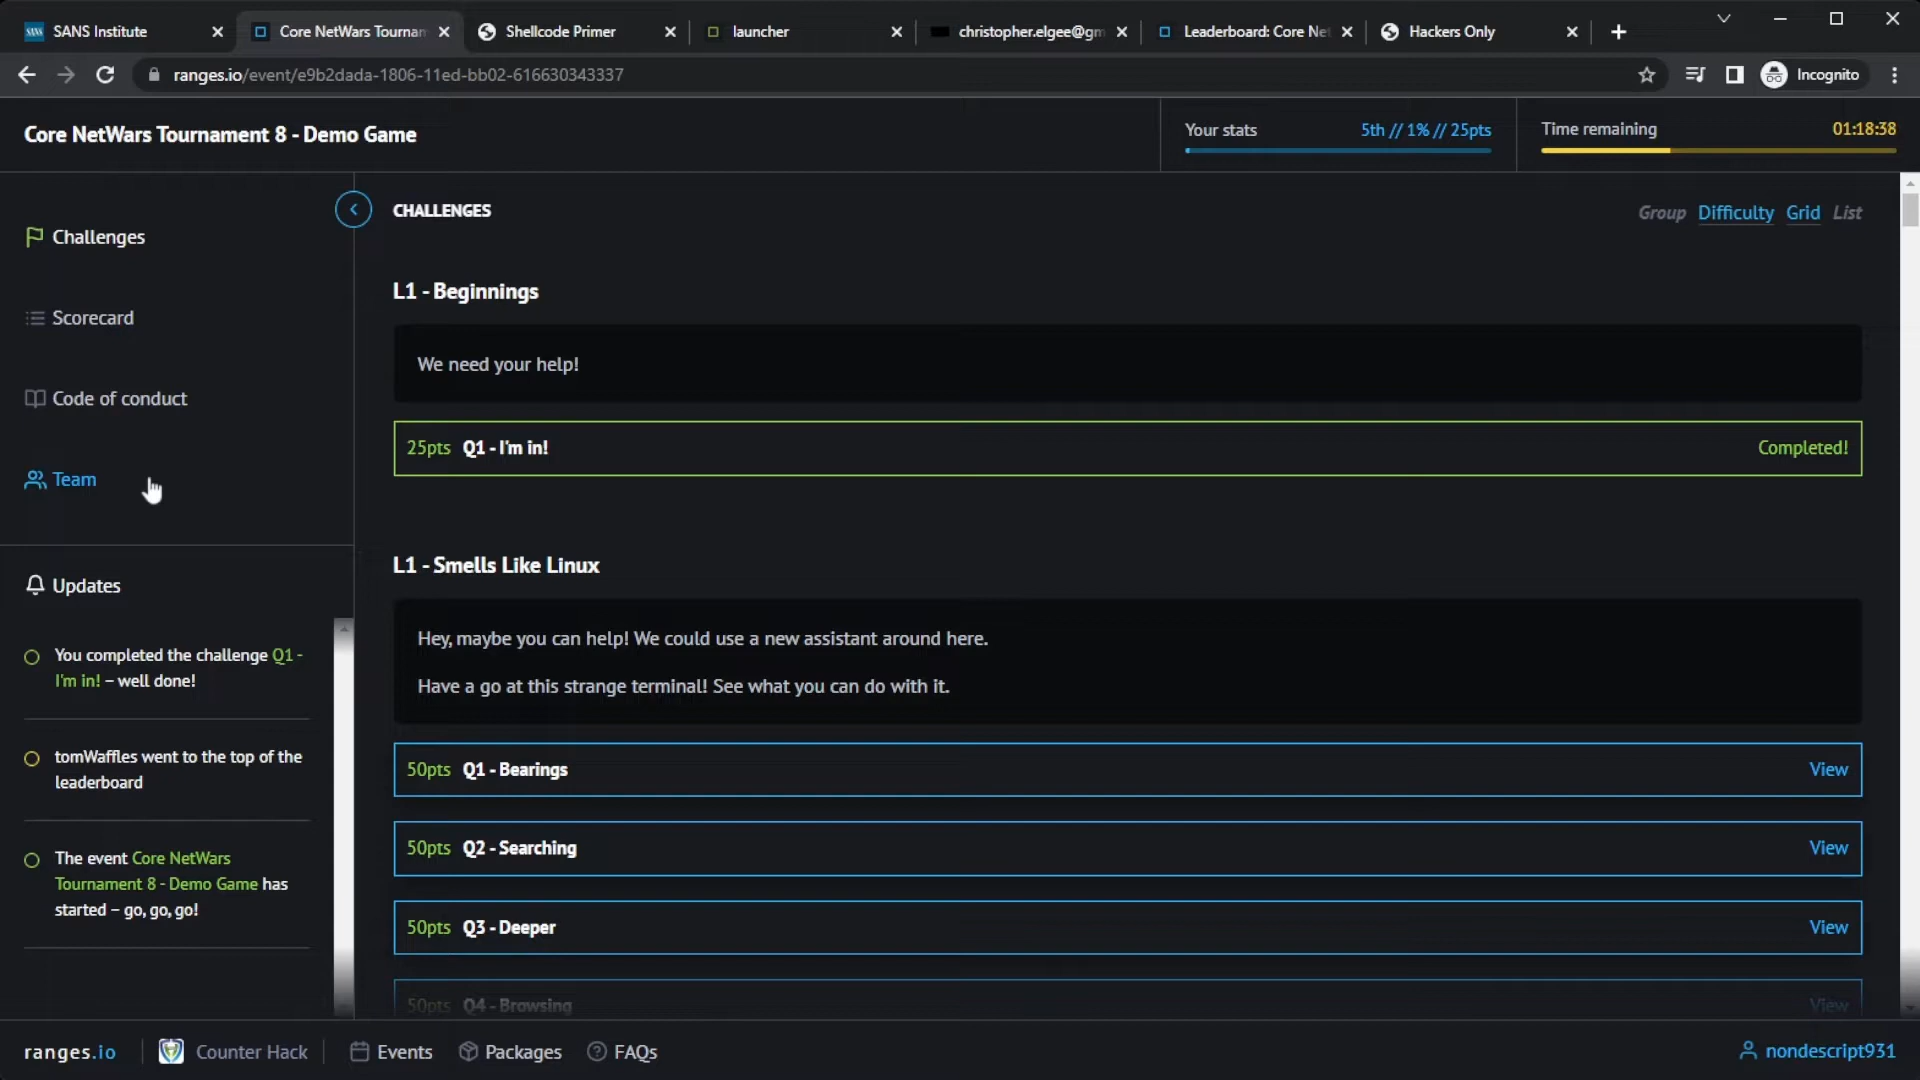 SANS Institute
Core NetWars Tournam
Shellcode Primer
launcher
christopher.elgee@gm
Leaderboard: Core Ne
Hackers Only
ranges.io/event/e9b2dada-1806-11ed-bb02-616630343337
Incognito
Core NetWars Tournament 8 - Demo Game
Your stats
5th // 1% // 25pts
Time remaining
01:18:38
Challenges
Scorecard
Code of conduct
Team
Updates
You completed the challenge Q1 -
I'm in! – well done!
tomWaffles went to the top of the
leaderboard
The event Core NetWars
Tournament 8 - Demo Game has
started – go, go, go!
CHALLENGES
Group Difficulty Grid List
L1 - Beginnings
We need your help!
25pts Q1 - I'm in! Completed!
L1 - Smells Like Linux
Hey, maybe you can help! We could use a new assistant around here.
Have a go at this strange terminal! See what you can do with it.
50pts Q1 - Bearings View
50pts Q2 - Searching View
50pts Q3 - Deeper View
50pts Q4 - Browsing View
ranges.io
Counter Hack
Events
Packages
FAQs
nondescript931